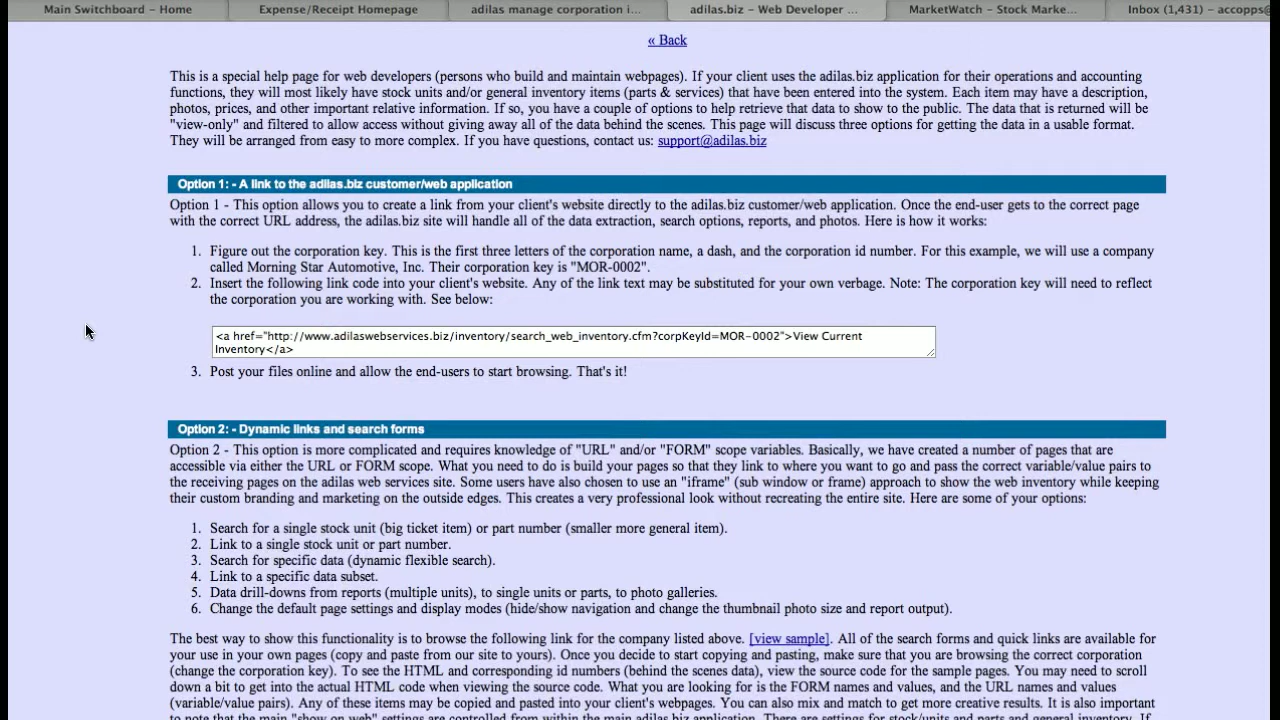 Main Switchboard – Home
Expense/Receipt Homepage
adilas manage corporation i...
adilas.biz – Web Developer ...
MarketWatch – Stock Marke...
Inbox (1,431) – accopps@
« Back
This is a special help page for web developers (persons who build and maintain webpages). If your client uses the adilas.biz application for their operations and accounting
functions, they will most likely have stock units and/or general inventory items (parts & services) that have been entered into the system. Each item may have a description,
photos, prices, and other important relative information. If so, you have a couple of options to help retrieve that data to show to the public. The data that is returned will be
"view-only" and filtered to allow access without giving away all of the data behind the scenes. This page will discuss three options for getting the data in a usable format.
They will be arranged from easy to more complex. If you have questions, contact us: support@adilas.biz
Option 1: - A link to the adilas.biz customer/web application
Option 1 - This option allows you to create a link from your client's website directly to the adilas.biz customer/web application. Once the end-user gets to the correct page
with the correct URL address, the adilas.biz site will handle all of the data extraction, search options, reports, and photos. Here is how it works:
1. Figure out the corporation key. This is the first three letters of the corporation name, a dash, and the corporation id number. For this example, we will use a company
called Morning Star Automotive, Inc. Their corporation key is "MOR-0002".
2. Insert the following link code into your client's website. Any of the link text may be substituted for your own verbage. Note: The corporation key will need to reflect
the corporation you are working with. See below:
<a href="http://www.adilaswebservices.biz/inventory/search_web_inventory.cfm?corpKeyId=MOR-0002">View Current
Inventory</a>
3. Post your files online and allow the end-users to start browsing. That's it!
Option 2: - Dynamic links and search forms
Option 2 - This option is more complicated and requires knowledge of "URL" and/or "FORM" scope variables. Basically, we have created a number of pages that are
accessible via either the URL or FORM scope. What you need to do is build your pages so that they link to where you want to go and pass the correct variable/value pairs to
the receiving pages on the adilas web services site. Some users have also chosen to use an "iframe" (sub window or frame) approach to show the web inventory while keeping
their custom branding and marketing on the outside edges. This creates a very professional look without recreating the entire site. Here are some of your options:
1. Search for a single stock unit (big ticket item) or part number (smaller more general item).
2. Link to a single stock unit or part number.
3. Search for specific data (dynamic flexible search).
4. Link to a specific data subset.
5. Data drill-downs from reports (multiple units), to single units or parts, to photo galleries.
6. Change the default page settings and display modes (hide/show navigation and change the thumbnail photo size and report output).
The best way to show this functionality is to browse the following link for the company listed above. [view sample]. All of the search forms and quick links are available for
your use in your own pages (copy and paste from our site to yours). Once you decide to start copying and pasting, make sure that you are browsing the correct corporation
(change the corporation key). To see the HTML and corresponding id numbers (behind the scenes data), view the source code for the sample pages. You may need to scroll
down a bit to get into the actual HTML code when viewing the source code. What you are looking for is the FORM names and values, and the URL names and values
(variable/value pairs). Any of these items may be copied and pasted into your client's webpages. You can also mix and match to get more creative results. It is also important
to note that the main "show on web" settings are controlled from within the main adilas.biz application. There are settings for stock/units and parts and general inventory. If